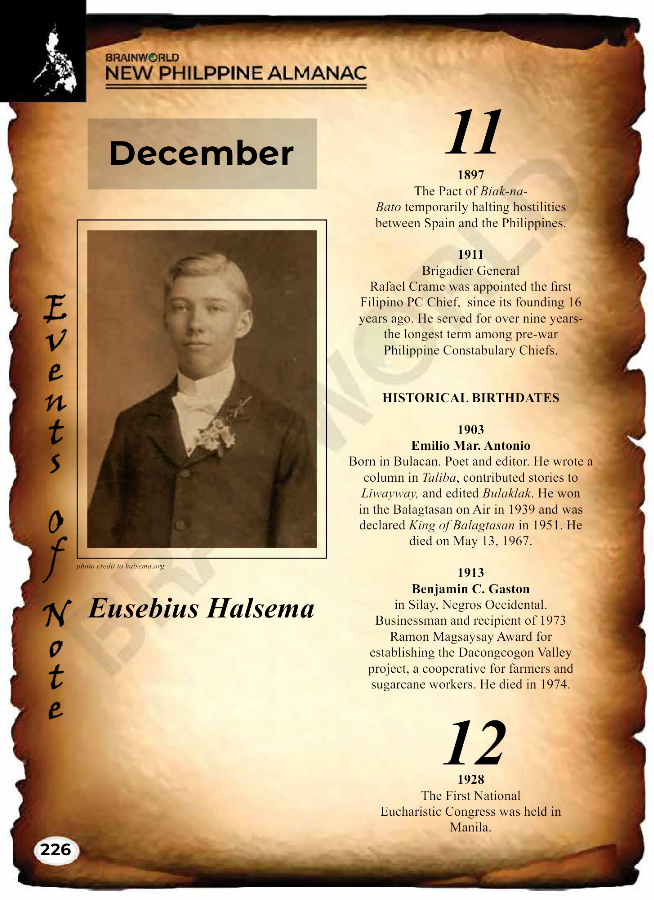 BRAINWORLD
NEW PHILPPINE ALMANAC
December
Events of Note
photo credit to halsema.org
Eusebius Halsema
11
1897
The Pact of Biak-na-
Bato temporarily halting hostilities
between Spain and the Philippines.
1911
Brigadier General
Rafael Crame was appointed the first
Filipino PC Chief, since its founding 16
years ago. He served for over nine years-
the longest term among pre-war
Philippine Constabulary Chiefs.
HISTORICAL BIRTHDATES
1903
Emilio Mar. Antonio
Born in Bulacan. Poet and editor. He wrote a
column in Taliba, contributed stories to
Liwayway, and edited Bulaklak. He won
in the Balagtasan on Air in 1939 and was
declared King of Balagtasan in 1951. He
died on May 13, 1967.
1913
Benjamin C. Gaston
in Silay, Negros Occidental.
Businessman and recipient of 1973
Ramon Magsaysay Award for
establishing the Dacongcogon Valley
project, a cooperative for farmers and
sugarcane workers. He died in 1974.
12
1928
The First National
Eucharistic Congress was held in
Manila.
226
BRAINWORLD